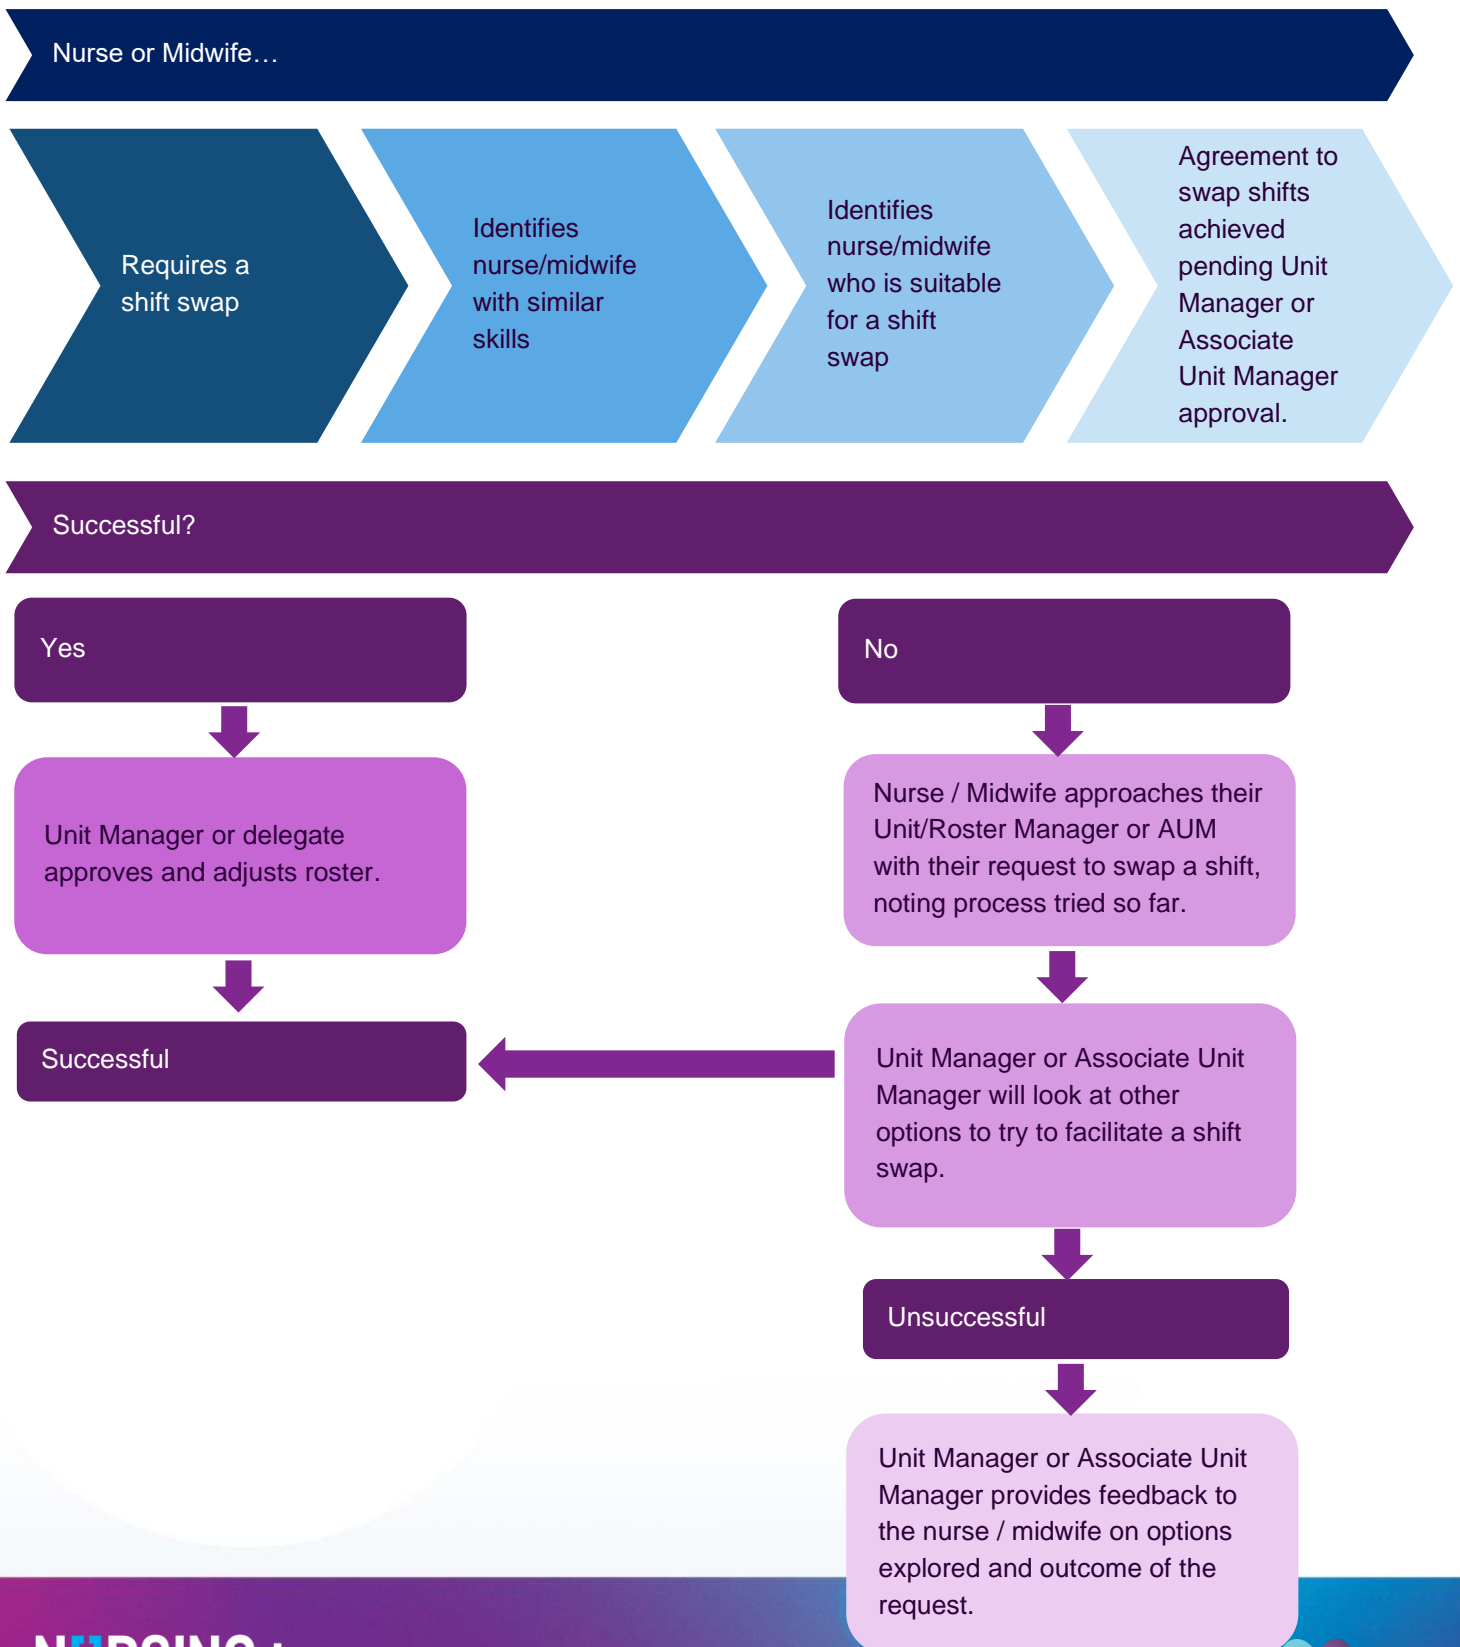 Nurse or Midwife…
Requires a
shift swap
Identifies
nurse/midwife
with similar
skills
Identifies
nurse/midwife
who is suitable
for a shift
swap
Agreement to
swap shifts
achieved
pending Unit
Manager or
Associate
Unit Manager
approval.
Successful?
Yes
Unit Manager or delegate
approves and adjusts roster.
Successful
No
Nurse / Midwife approaches their
Unit/Roster Manager or AUM
with their request to swap a shift,
noting process tried so far.
Unit Manager or Associate Unit
Manager will look at other
options to try to facilitate a shift
swap.
Unsuccessful
Unit Manager or Associate Unit
Manager provides feedback to
the nurse / midwife on options
explored and outcome of the
request.